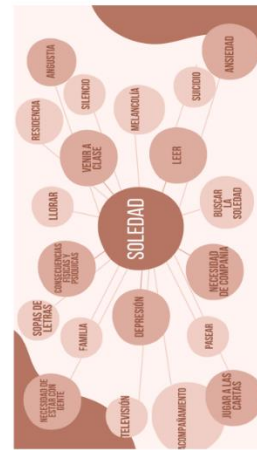 NECESIDAD DE
ESTAR CON
GENTE
SOPAS DE
LETRAS
CONSECUENCIAS
FÍSICAS Y
PSÍQUICAS
LLORAR
RESIDENCIA
ANGUSTIA
FAMILIA
VENIR A
CLASE
SILENCIO
TELEVISIÓN
DEPRESIÓN
SOLEDAD
MELANCOLÍA
ACOMPAÑAMIENTO
PASEAR
NECESIDAD
DE COMPAÑÍA
LEER
SUICIDIO
JUGAR A LAS
CARTAS
BUSCAR
LA
SOLEDAD
ANSIEDAD